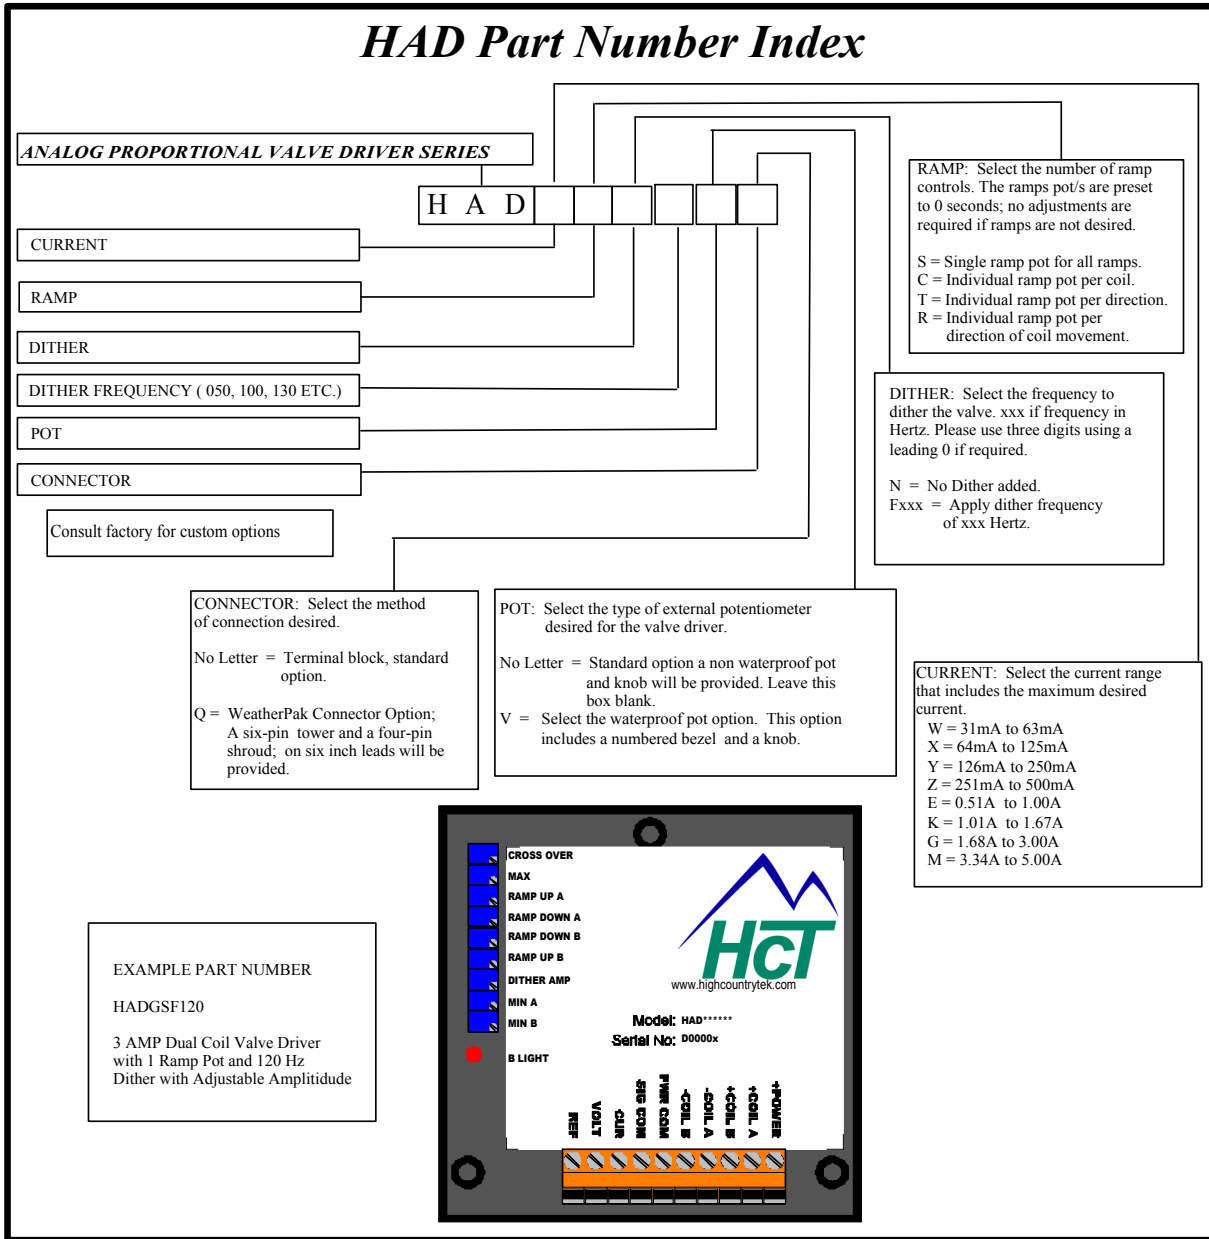 HAD Part Number Index
ANALOG PROPORTIONAL VALVE DRIVER SERIES
H A D
CURRENT
RAMP
DITHER
DITHER FREQUENCY ( 050, 100, 130 ETC.)
POT
CONNECTOR
Consult factory for custom options
RAMP: Select the number of ramp
controls. The ramps pot/s are preset
to 0 seconds; no adjustments are
required if ramps are not desired.
S = Single ramp pot for all ramps.
C = Individual ramp pot per coil.
T = Individual ramp pot per direction.
R = Individual ramp pot per
direction of coil movement.
DITHER: Select the frequency to
dither the valve. xxx if frequency in
Hertz. Please use three digits using a
leading 0 if required.
N = No Dither added.
Fxxx = Apply dither frequency
of xxx Hertz.
CONNECTOR: Select the method
of connection desired.
No Letter = Terminal block, standard
option.
Q = WeatherPak Connector Option;
A six-pin tower and a four-pin
shroud; on six inch leads will be
provided.
POT: Select the type of external potentiometer
desired for the valve driver.
No Letter = Standard option a non waterproof pot
and knob will be provided. Leave this
box blank.
V = Select the waterproof pot option. This option
includes a numbered bezel and a knob.
CURRENT: Select the current range
that includes the maximum desired
current.
W = 31mA to 63mA
X = 64mA to 125mA
Y = 126mA to 250mA
Z = 251mA to 500mA
E = 0.51A to 1.00A
K = 1.01A to 1.67A
G = 1.68A to 3.00A
M = 3.34A to 5.00A
EXAMPLE PART NUMBER
HADGSF120
3 AMP Dual Coil Valve Driver
with 1 Ramp Pot and 120 Hz
Dither with Adjustable Amplitidude
CROSS OVER
MAX
RAMP UP A
RAMP DOWN A
RAMP DOWN B
RAMP UP B
DITHER AMP
MIN A
MIN B
B LIGHT
HcT
www.highcountrytek.com
Model: HAD******
Serial No: D0000x
REF
VOLT
CUR
-SIG COM
PWR COM
-COIL B
-COIL A
+COIL B
+COIL A
+POWER